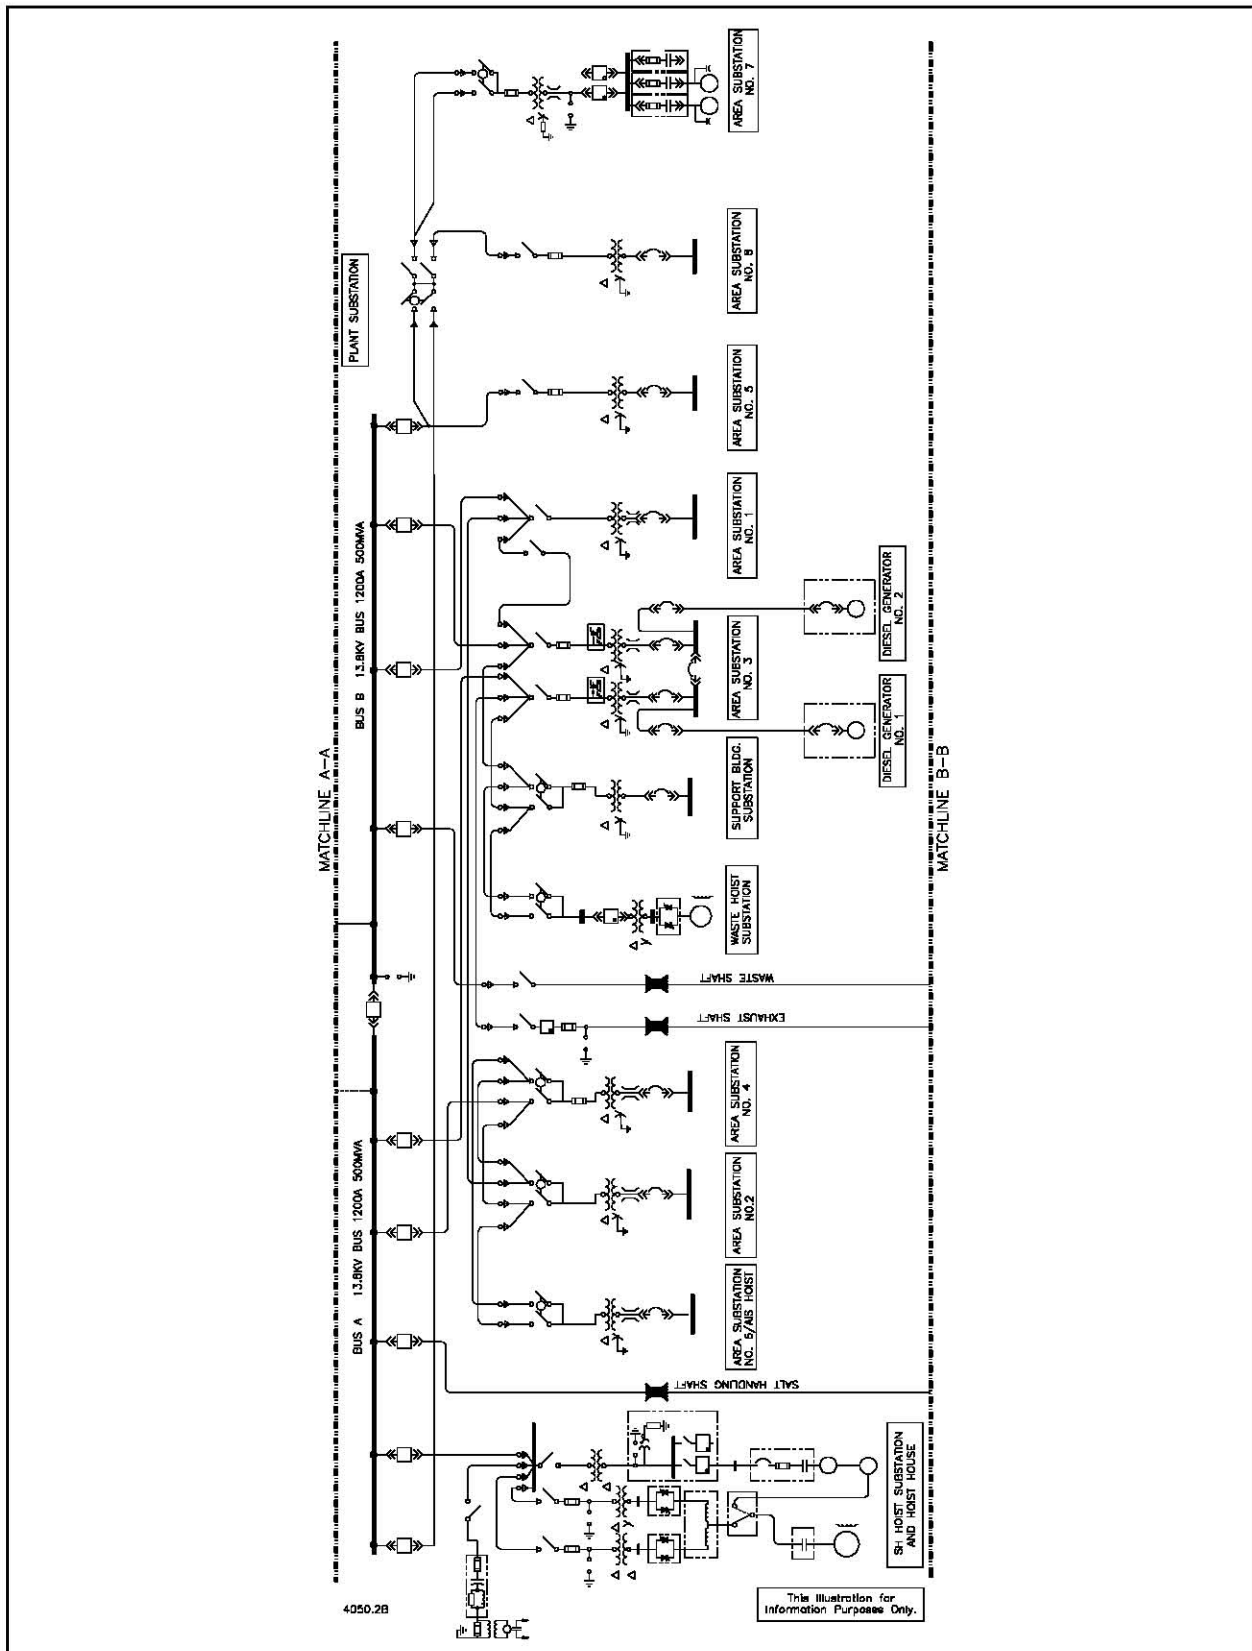 AREA SUBSTATION
NO. 7
AREA SUBSTATION
NO. 8
PLANT SUBSTATION
AREA SUBSTATION
NO. 5
AREA SUBSTATION
NO. 1
BUS B 13.8KV BUS 1200A 500MVA
DIESEL GENERATOR
NO. 2
AREA SUBSTATION
NO. 3
DIESEL GENERATOR
NO. 1
MATCHLINE A-A
MATCHLINE B-B
SUPPORT BLDG.
SUBSTATION
WASTE HOIST
SUBSTATION
WASTE SHAFT
EXHAUST SHAFT
AREA SUBSTATION
NO. 4
BUS A 13.8KV BUS 1200A 500MVA
AREA SUBSTATION
NO.2
AREA SUBSTATION
NO. 6/AIS HOIST
SALT HANDLING SHAFT
SH HOIST SUBSTATION
AND HOIST HOUSE
4050.2B
This Illustration for
Information Purposes Only.